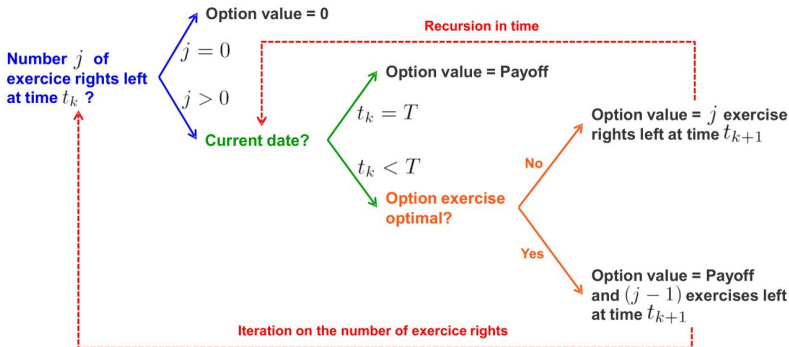 Option value = 0
Recursion in time
Number j of
exercice rights left
at time t_k ?
j = 0
j > 0
Option value = Payoff
Current date?
t_k = T
t_k < T
Option value = j exercise
rights left at time t_{k+1}
No
Option exercise
optimal?
Yes
Option value = Payoff
and (j − 1) exercises left
at time t_{k+1}
Iteration on the number of exercice rights